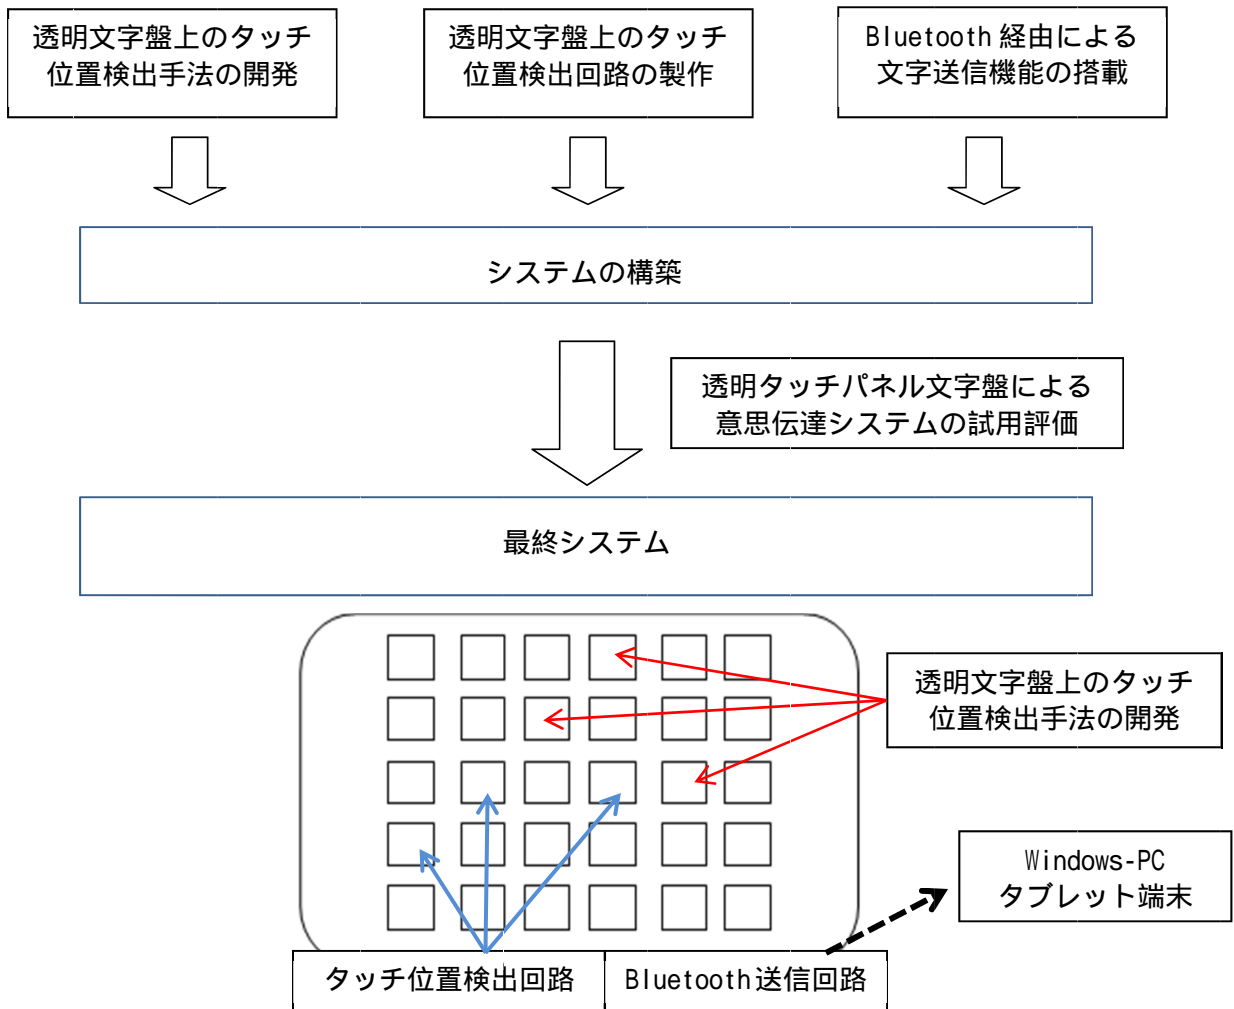 透明文字盤上のタッチ
位置検出手法の開発
透明文字盤上のタッチ
位置検出回路の製作
Bluetooth 経由による
文字送信機能の搭載
システムの構築
透明タッチパネル文字盤による
意思伝達システムの試用評価
最終システム
透明文字盤上のタッチ
位置検出手法の開発
Windows-PC
タブレット端末
タッチ位置検出回路
Bluetooth送信回路